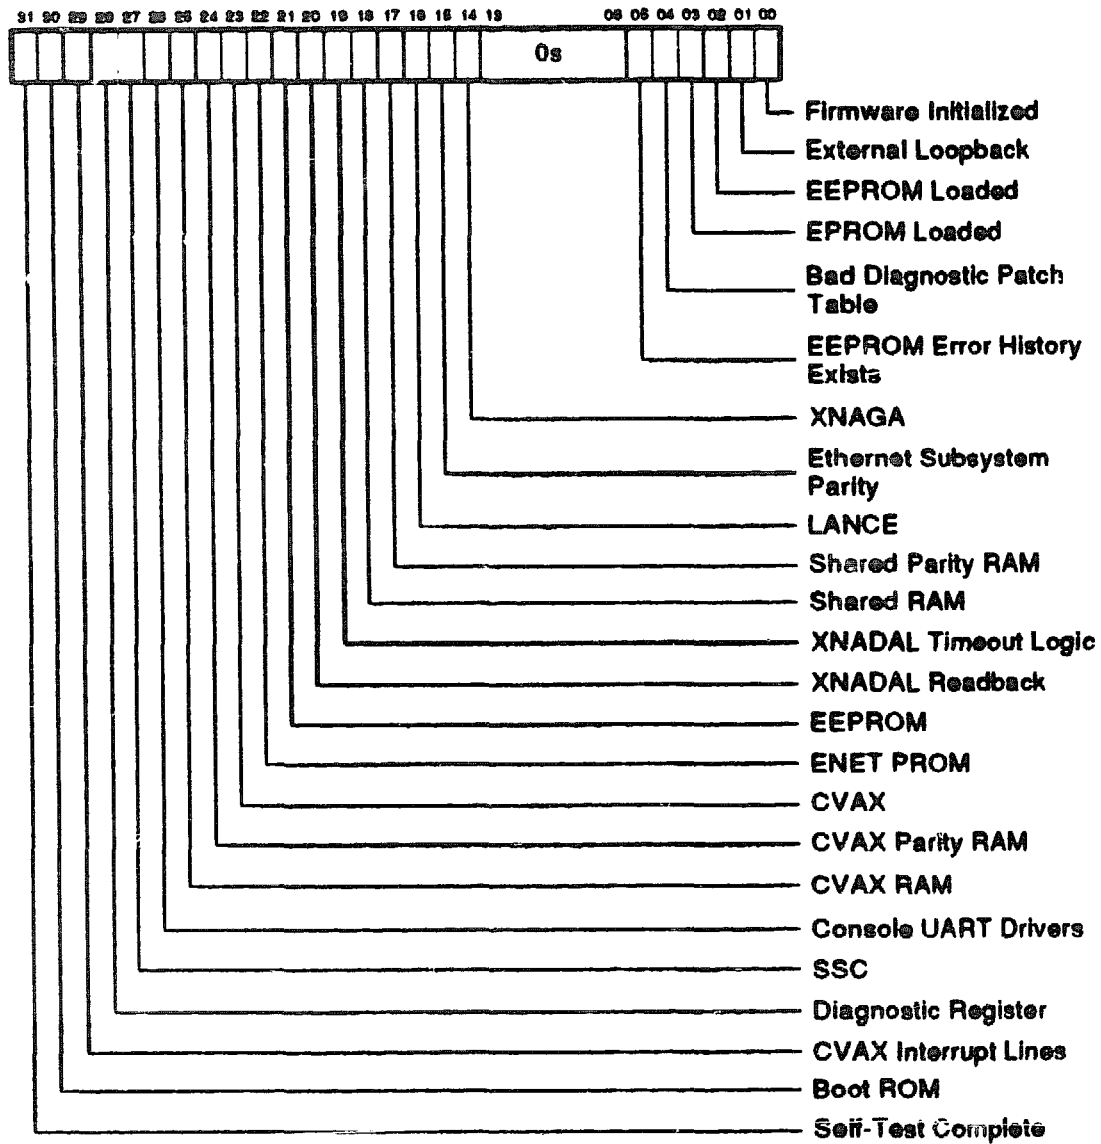 31 30 29 28 27 26 25 24 23 22 21 20 19 18 17 16 15 14 13 06 05 04 03 02 01 00
0s
Firmware Initialized
External Loopback
EEPROM Loaded
EPROM Loaded
Bad Diagnostic Patch
Table
EEPROM Error History
Exists
XNAGA
Ethernet Subsystem
Parity
LANCE
Shared Parity RAM
Shared RAM
XNADAL Timeout Logic
XNADAL Readback
EEPROM
ENET PROM
CVAX
CVAX Parity RAM
CVAX RAM
Console UART Drivers
SSC
Diagnostic Register
CVAX Interrupt Lines
Boot ROM
Self-Test Complete